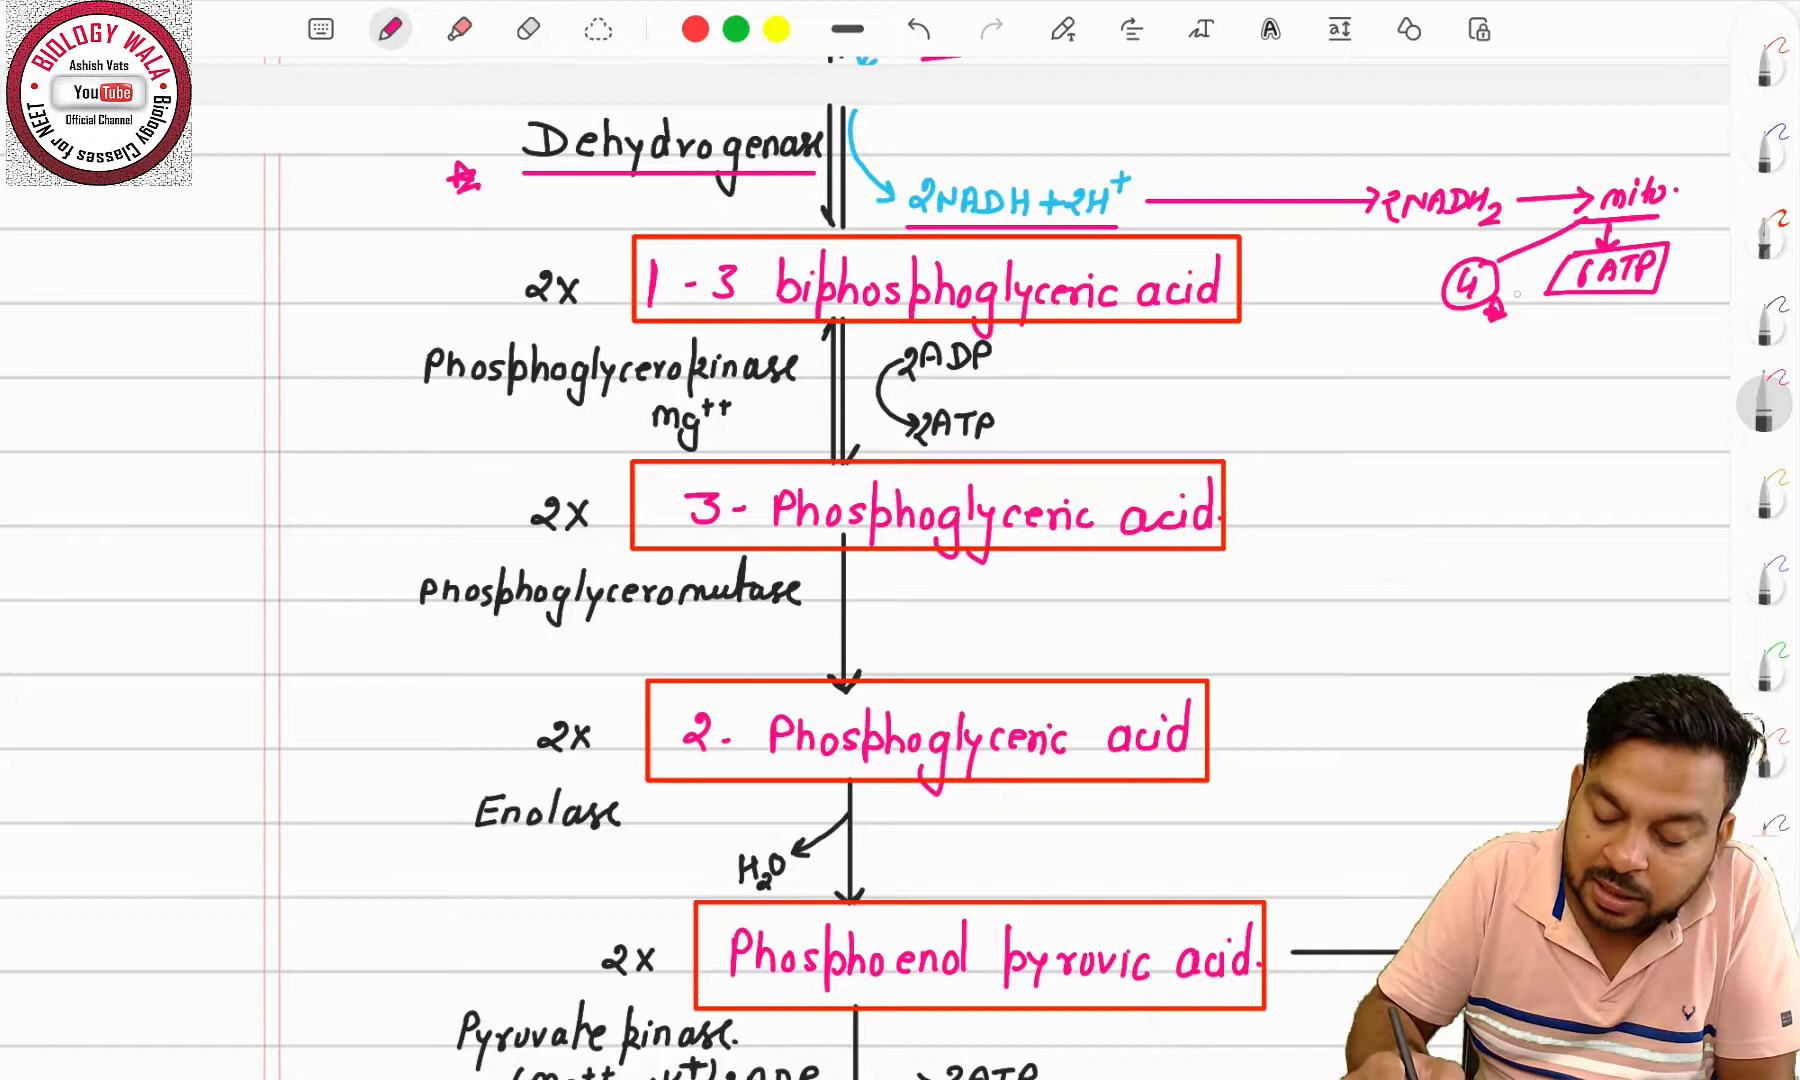 BIOLOGY WALA
Ashish Vats
YouTube
Official Channel
Biology Classes for NEET
Dehydrogenase
2NADH+2H+ → 2NADH2 → mito.
4 6ATP
2x 1-3 biphosphoglyceric acid
Phosphoglycerokinase 2ADP
mg++ 2ATP
2x 3- Phosphoglyceric acid.
Phosphoglyceromutase
2x 2- Phosphoglyceric acid
Enolase
H2O
2x Phosphoenol pyruvic acid.
Pyruvate kinase.
2ATP